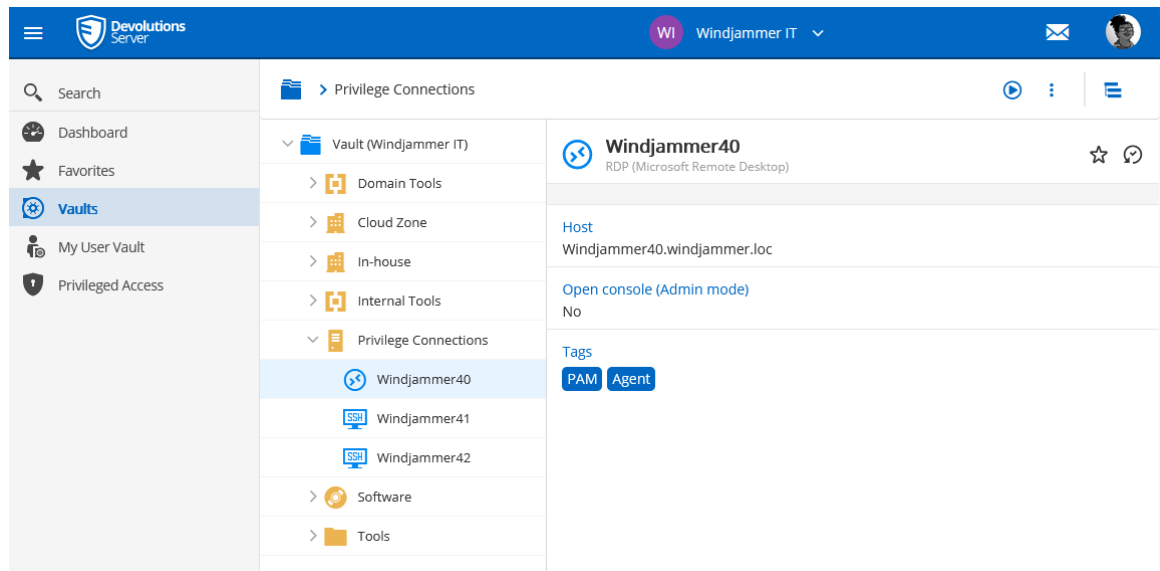 Devolutions
Server
WI Windjammer IT
Search
Dashboard
Favorites
Vaults
My User Vault
Privileged Access
Privilege Connections
Vault (Windjammer IT)
Domain Tools
Cloud Zone
In-house
Internal Tools
Privilege Connections
Windjammer40
SSH Windjammer41
SSH Windjammer42
Software
Tools
Windjammer40
RDP (Microsoft Remote Desktop)
Host
Windjammer40.windjammer.loc
Open console (Admin mode)
No
Tags
PAM Agent